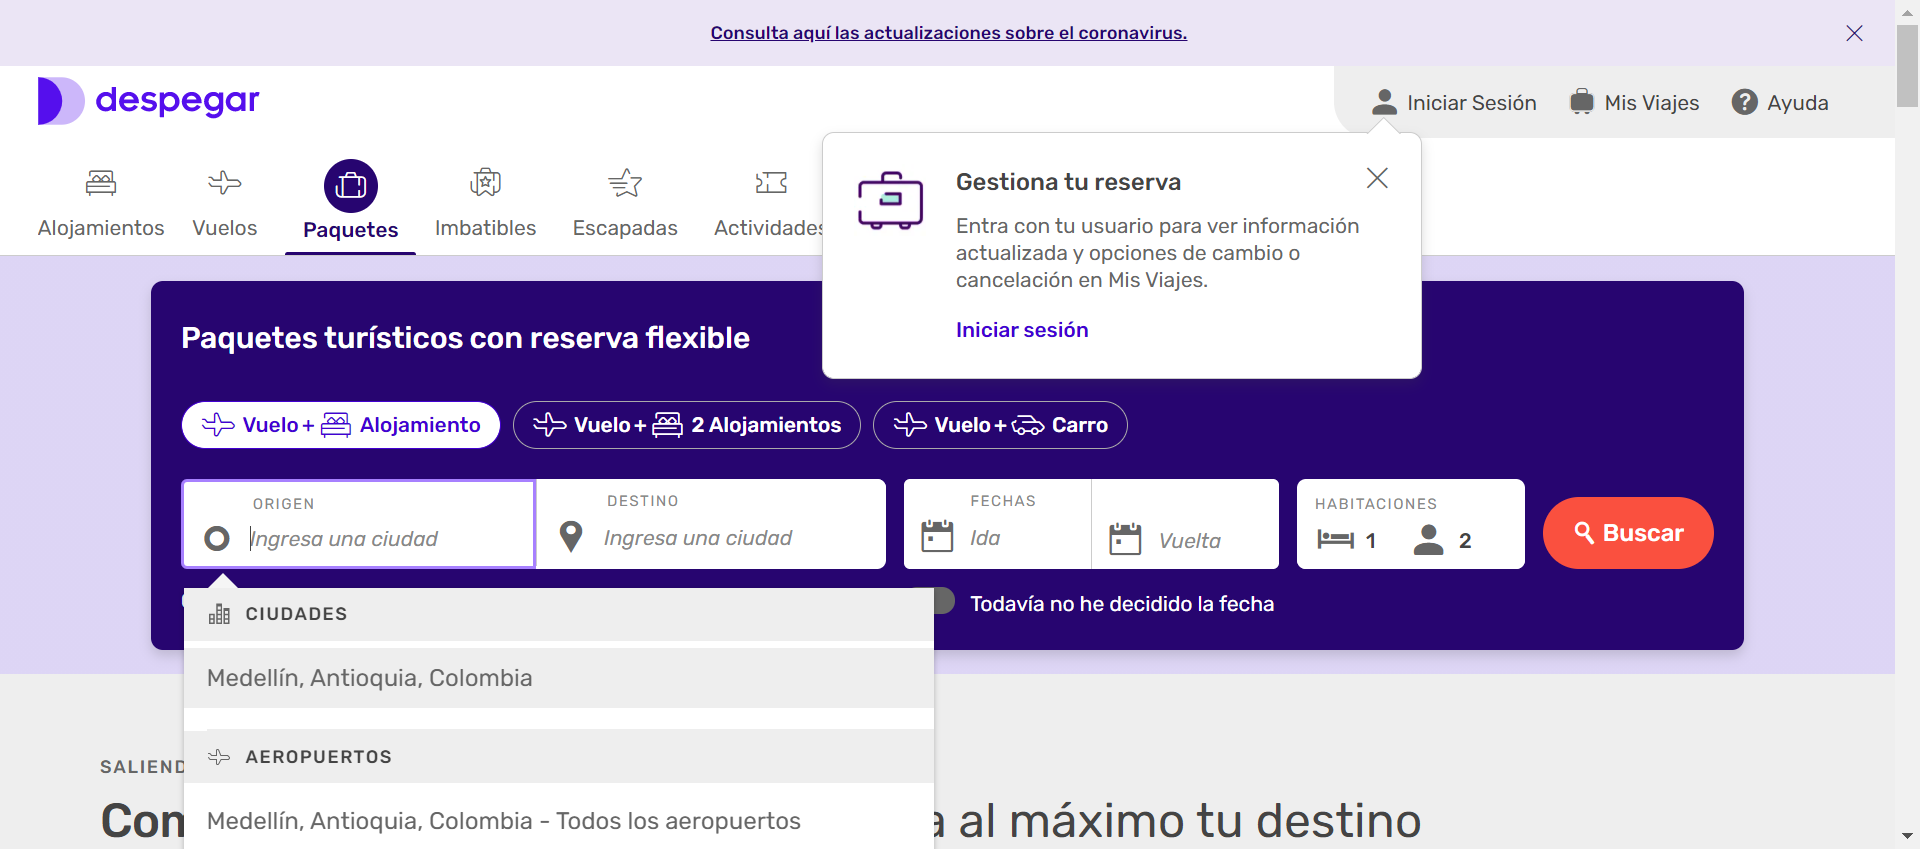 Consulta aquí las actualizaciones sobre el coronavirus.
despegar
Iniciar Sesión
Mis Viajes
Ayuda
Alojamientos
Vuelos
Paquetes
Imbatibles
Escapadas
Actividades
Gestiona tu reserva
Entra con tu usuario para ver información
actualizada y opciones de cambio o
cancelación en Mis Viajes.
Iniciar sesión
Paquetes turísticos con reserva flexible
Vuelo + Alojamiento
Vuelo + 2 Alojamientos
Vuelo + Carro
ORIGEN
Ingresa una ciudad
DESTINO
Ingresa una ciudad
FECHAS
Ida
Vuelta
HABITACIONES
1
2
Buscar
Todavía no he decidido la fecha
CIUDADES
Medellín, Antioquia, Colombia
AEROPUERTOS
Medellín, Antioquia, Colombia - Todos los aeropuertos
SALIEND
Com
a al máximo tu destino